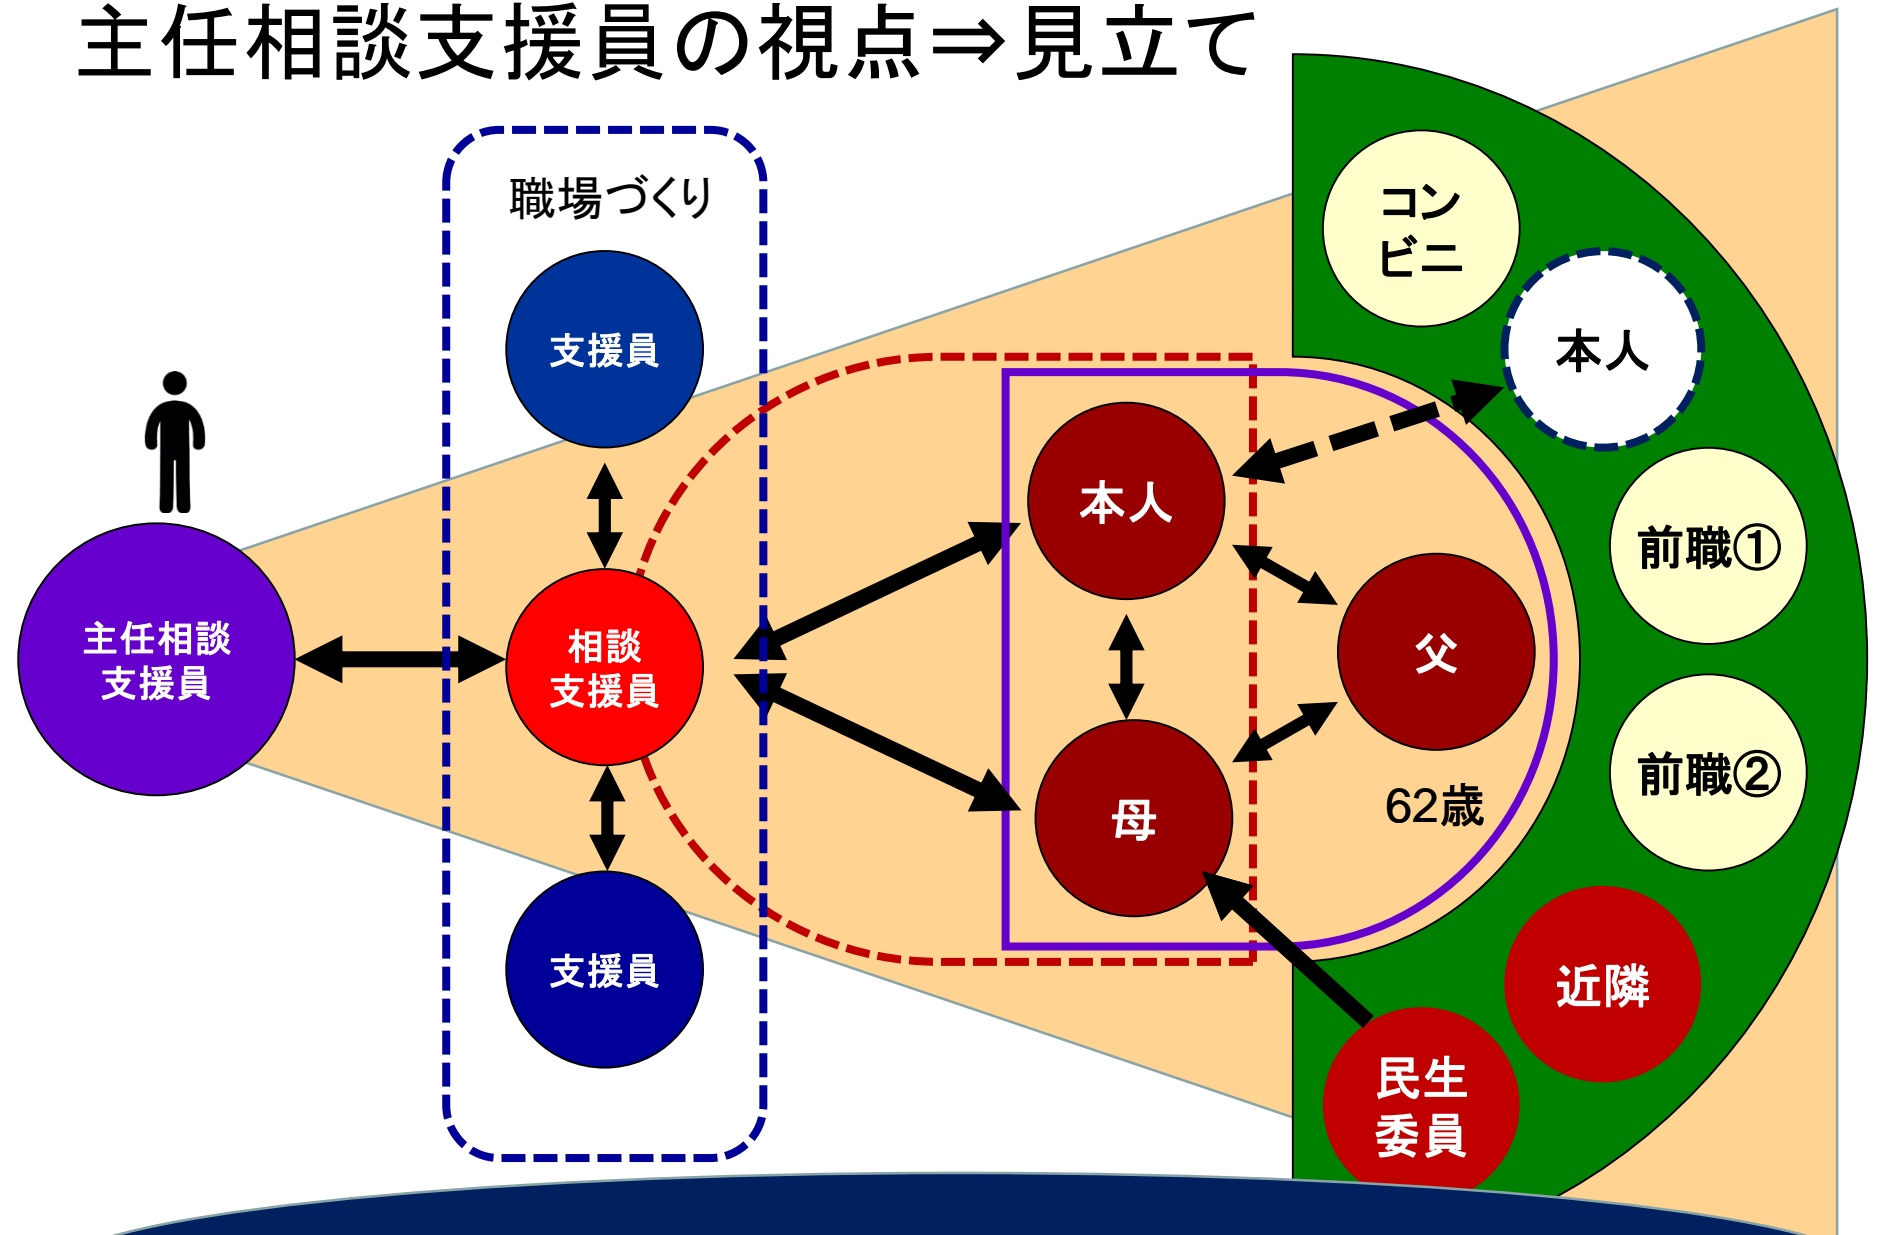 主任相談支援員の視点⇒見立て
職場づくり
支援員
主任相談
支援員
相談
支援員
支援員
本人
母
父
62歳
コン
ビニ
本人
前職①
前職②
近隣
民生
委員